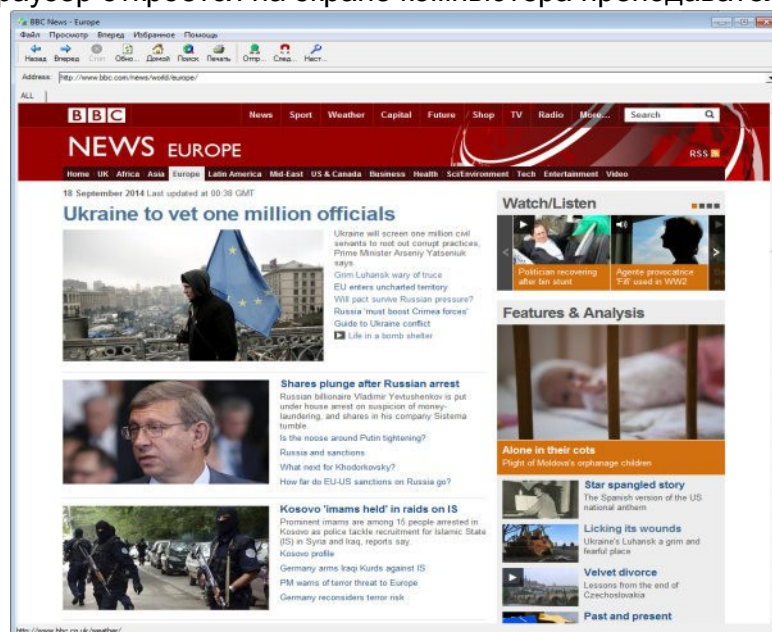 раузер откроется на экране компьютера преподавател
BBC News - Europe
Файл Просмотр Вперед Избранное Помощь
Назад Вперед Стоп Обно... Домой Поиск Печать Отпр... След... Наст...
Address: http://www.bbc.com/news/world/europe/
ALL
BBC News Sport Weather Capital Future Shop TV Radio More... Search
NEWS EUROPE
RSS
Home UK Africa Asia Europe Latin America Mid-East US & Canada Business Health Sci/Environment Tech Entertainment Video
18 September 2014 Last updated at 00:38 GMT
Ukraine to vet one million officials
Ukraine will screen one million civil
servants to root out corrupt practices,
Prime Minister Arseniy Yatseniuk
says.
Grim Luhansk wary of truce
EU enters uncharted territory
Will pact survive Russian pressure?
Russia 'must boost Crimea forces'
Guide to Ukraine conflict
Life in a bomb shelter
Shares plunge after Russian arrest
Russian billionaire Vladimir Yevtushenkov is put
under house arrest on suspicion of money-
laundering, and shares in his company Sistema
tumble.
Is the noose around Putin tightening?
Russia and sanctions
What next for Khodorkovsky?
How far do EU-US sanctions on Russia go?
Kosovo 'imams held' in raids on IS
Prominent imams are among 15 people arrested in
Kosovo as police tackle recruitment for Islamic State
(IS) in Syria and Iraq, reports say.
Kosovo profile
Germany arms Iraqi Kurds against IS
PM warns of terror threat to Europe
Germany reconsiders terror risk
Watch/Listen
Politician recovering
after bin stunt
Agente provocatrice
'Fifi' used in WW2
Features & Analysis
Alone in their cots
Plight of Moldova's orphanage children
Star spangled story
The Spanish version of the US
national anthem
Licking its wounds
Ukraine's Luhansk a grim and
fearful place
Velvet divorce
Lessons from the end of
Czechoslovakia
Past and present
http://www.bbc.co.uk/weather/